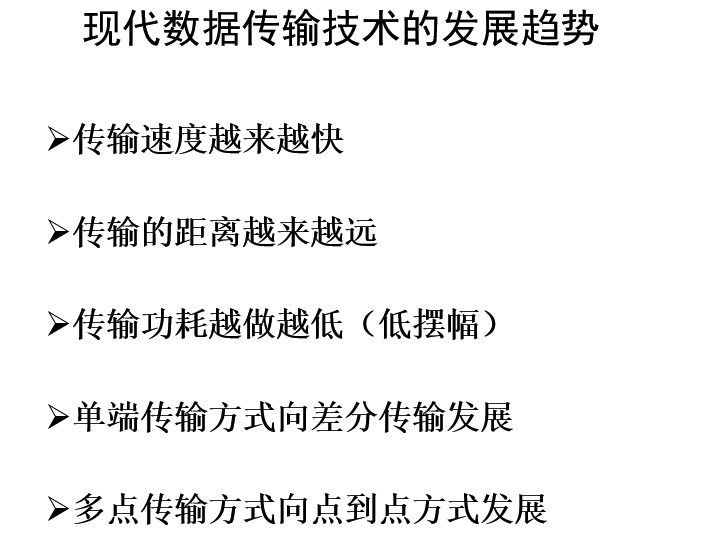 现代数据传输技术的发展趋势
➢传输速度越来越快
➢传输的距离越来越远
➢传输功耗越做越低（低摆幅）
➢单端传输方式向差分传输发展
➢多点传输方式向点到点方式发展